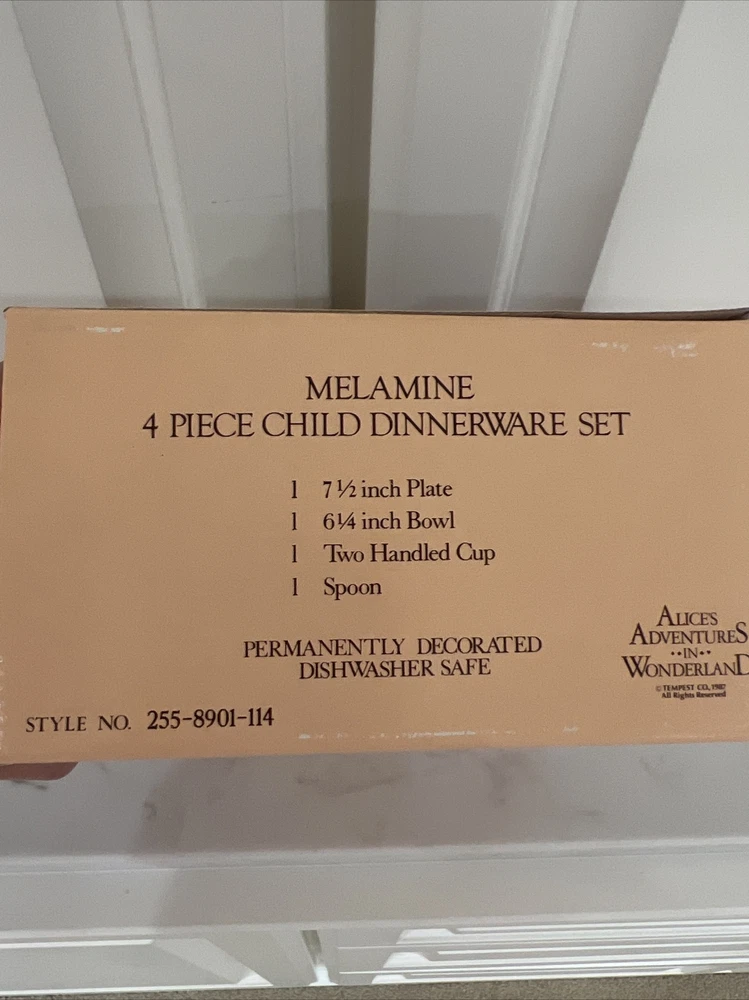 MELAMINE
4 PIECE CHILD DINNERWARE SET
1 7½ inch Plate
1 6¼ inch Bowl
1 Two Handled Cup
1 Spoon
PERMANENTLY DECORATED
DISHWASHER SAFE
STYLE NO. 255-8901-114
ALICE'S
ADVENTURES
••IN••
WONDERLAND
© TEMPEST CO., 1987
All Rights Reserved